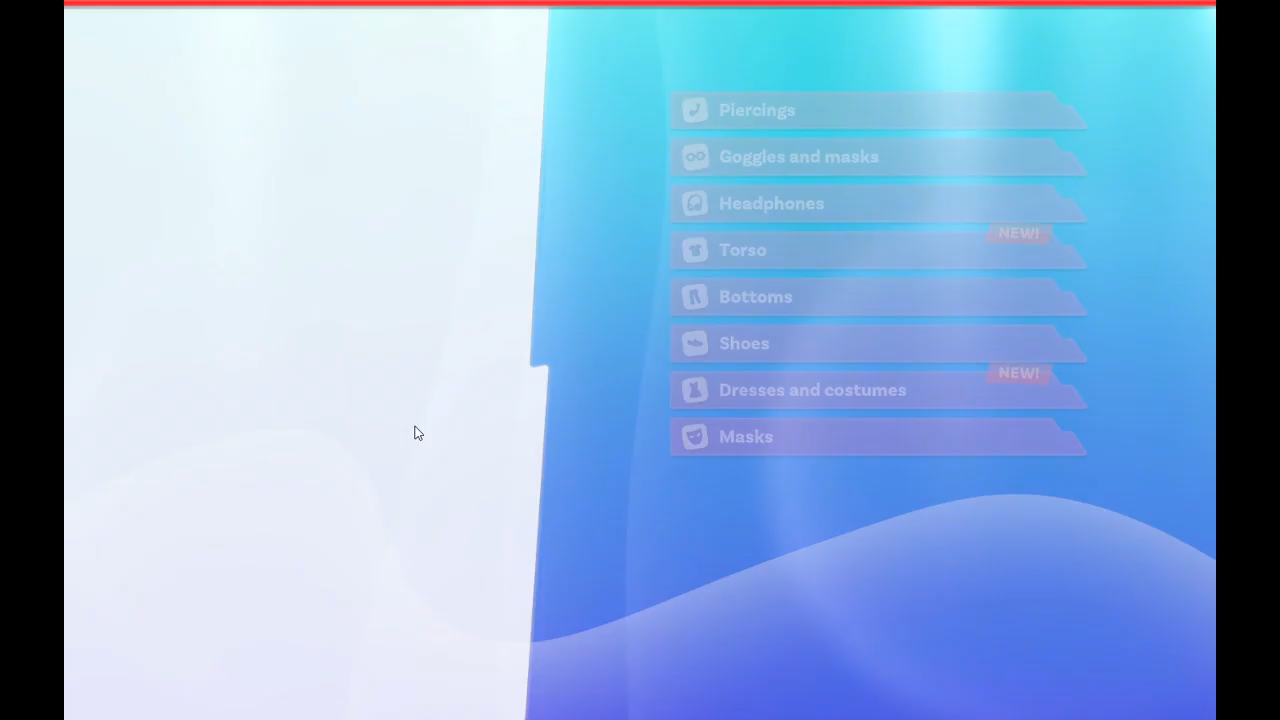 Piercings
Goggles and masks
Headphones
NEW!
Torso
Bottoms
Shoes
NEW!
Dresses and costumes
Masks